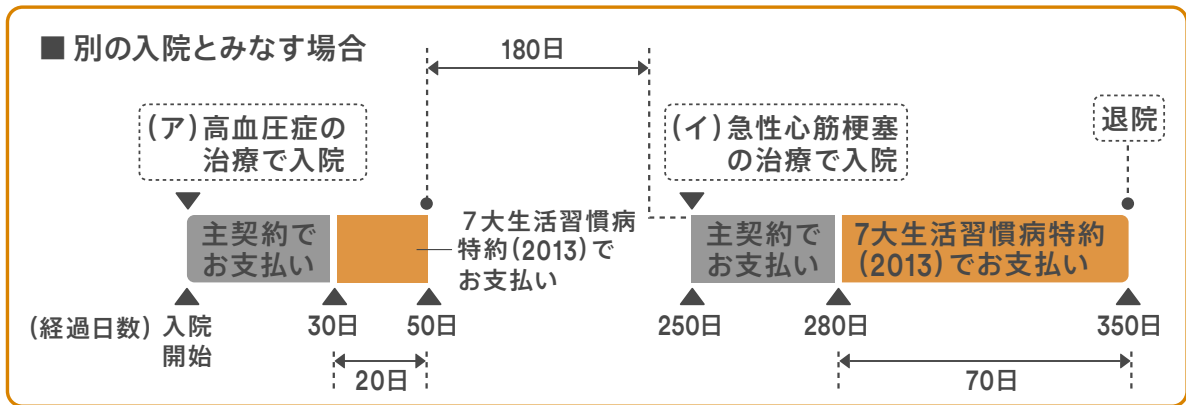 ■ 別の入院とみなす場合
180日
(ア)高血圧症の
治療で入院
(イ)急性心筋梗塞
の治療で入院
退院
主契約で
お支払い
7大生活習慣病
特約(2013)で
お支払い
主契約で
お支払い
7大生活習慣病特約
(2013)でお支払い
(経過日数)
入院
開始
30日
50日
250日
280日
350日
20日
70日